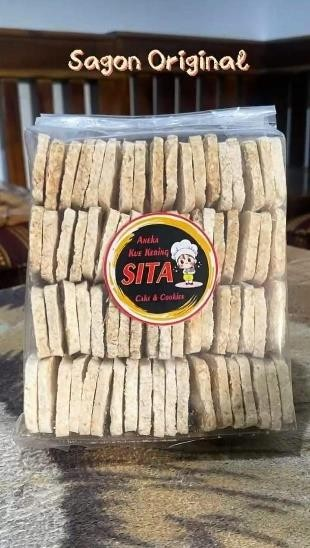 Sagon Original
Aneka
Kue Kering
SITA
Cake & Cookies